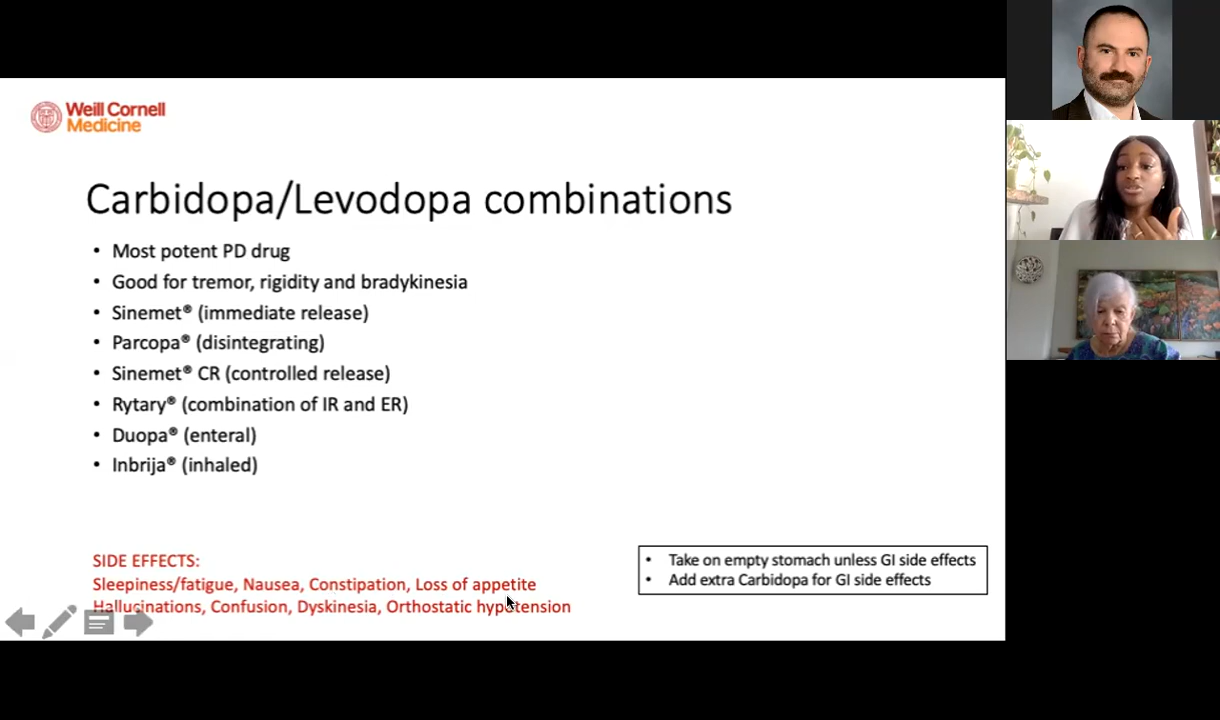 Weill Cornell
Medicine
Carbidopa/Levodopa combinations
• Most potent PD drug
• Good for tremor, rigidity and bradykinesia
• Sinemet® (immediate release)
• Parcopa® (disintegrating)
• Sinemet® CR (controlled release)
• Rytary® (combination of IR and ER)
• Duopa® (enteral)
• Inbrija® (inhaled)
SIDE EFFECTS:
Sleepiness/fatigue, Nausea, Constipation, Loss of appetite
Hallucinations, Confusion, Dyskinesia, Orthostatic hypotension
• Take on empty stomach unless GI side effects
• Add extra Carbidopa for GI side effects